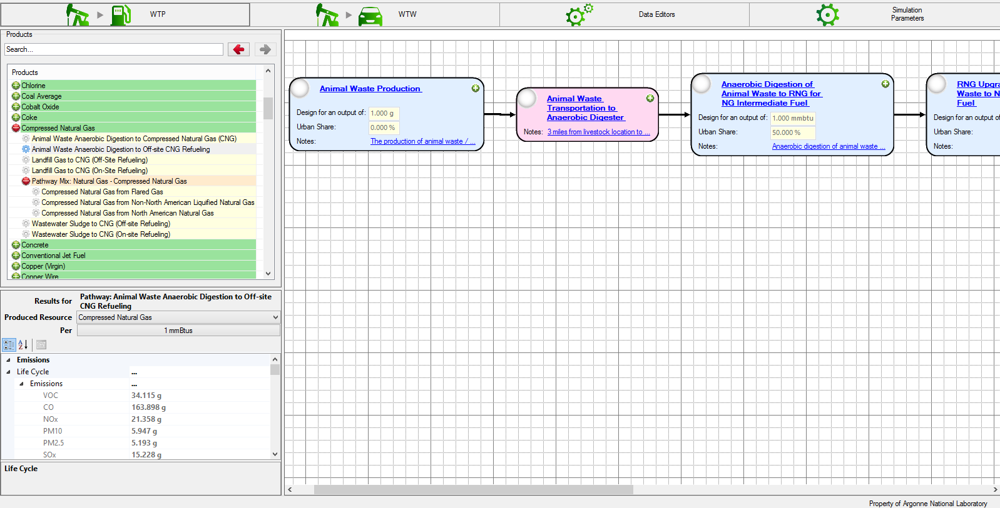 WTP
WTW
Data Editors
Simulation
Parameters
Products
Search...
Products
Chlorine
Coal Average
Cobalt Oxide
Coke
Compressed Natural Gas
Animal Waste Anaerobic Digestion to Compressed Natural Gas (CNG)
Animal Waste Anaerobic Digestion to Off-site CNG Refueling
Landfill Gas to CNG (Off-Site Refueling)
Landfill Gas to CNG (On-Site Refueling)
Pathway Mix: Natural Gas - Compressed Natural Gas
Compressed Natural Gas from Flared Gas
Compressed Natural Gas from Non-North American Liquified Natural Gas
Compressed Natural Gas from North American Natural Gas
Wastewater Sludge to CNG (Off-site Refueling)
Wastewater Sludge to CNG (On-site Refueling)
Concrete
Conventional Jet Fuel
Copper (Virgin)
Copper Wire
Results for
Pathway: Animal Waste Anaerobic Digestion to Off-site
CNG Refueling
Produced Resource
Compressed Natural Gas
Per
1 mmBtus
Emissions
Life Cycle ...
Emissions ...
VOC 34.115 g
CO 163.898 g
NOx 21.358 g
PM10 5.947 g
PM2.5 5.193 g
SOx 15.228 g
Life Cycle
Animal Waste Production
Design for an output of: 1.000 g
Urban Share: 0.000 %
Notes: The production of animal waste / ...
Animal Waste
Transportation to
Anaerobic Digester
Notes: 3 miles from livestock location to ...
Anaerobic Digestion of
Animal Waste to RNG for
NG Intermediate Fuel
Design for an output of: 1.000 mmbtu
Urban Share: 50.000 %
Notes: Anaerobic digestion of animal waste ...
RNG Upgra
Waste to N
Fuel
Design for an output of
Urban Share:
Notes:
Property of Argonne National Laboratory